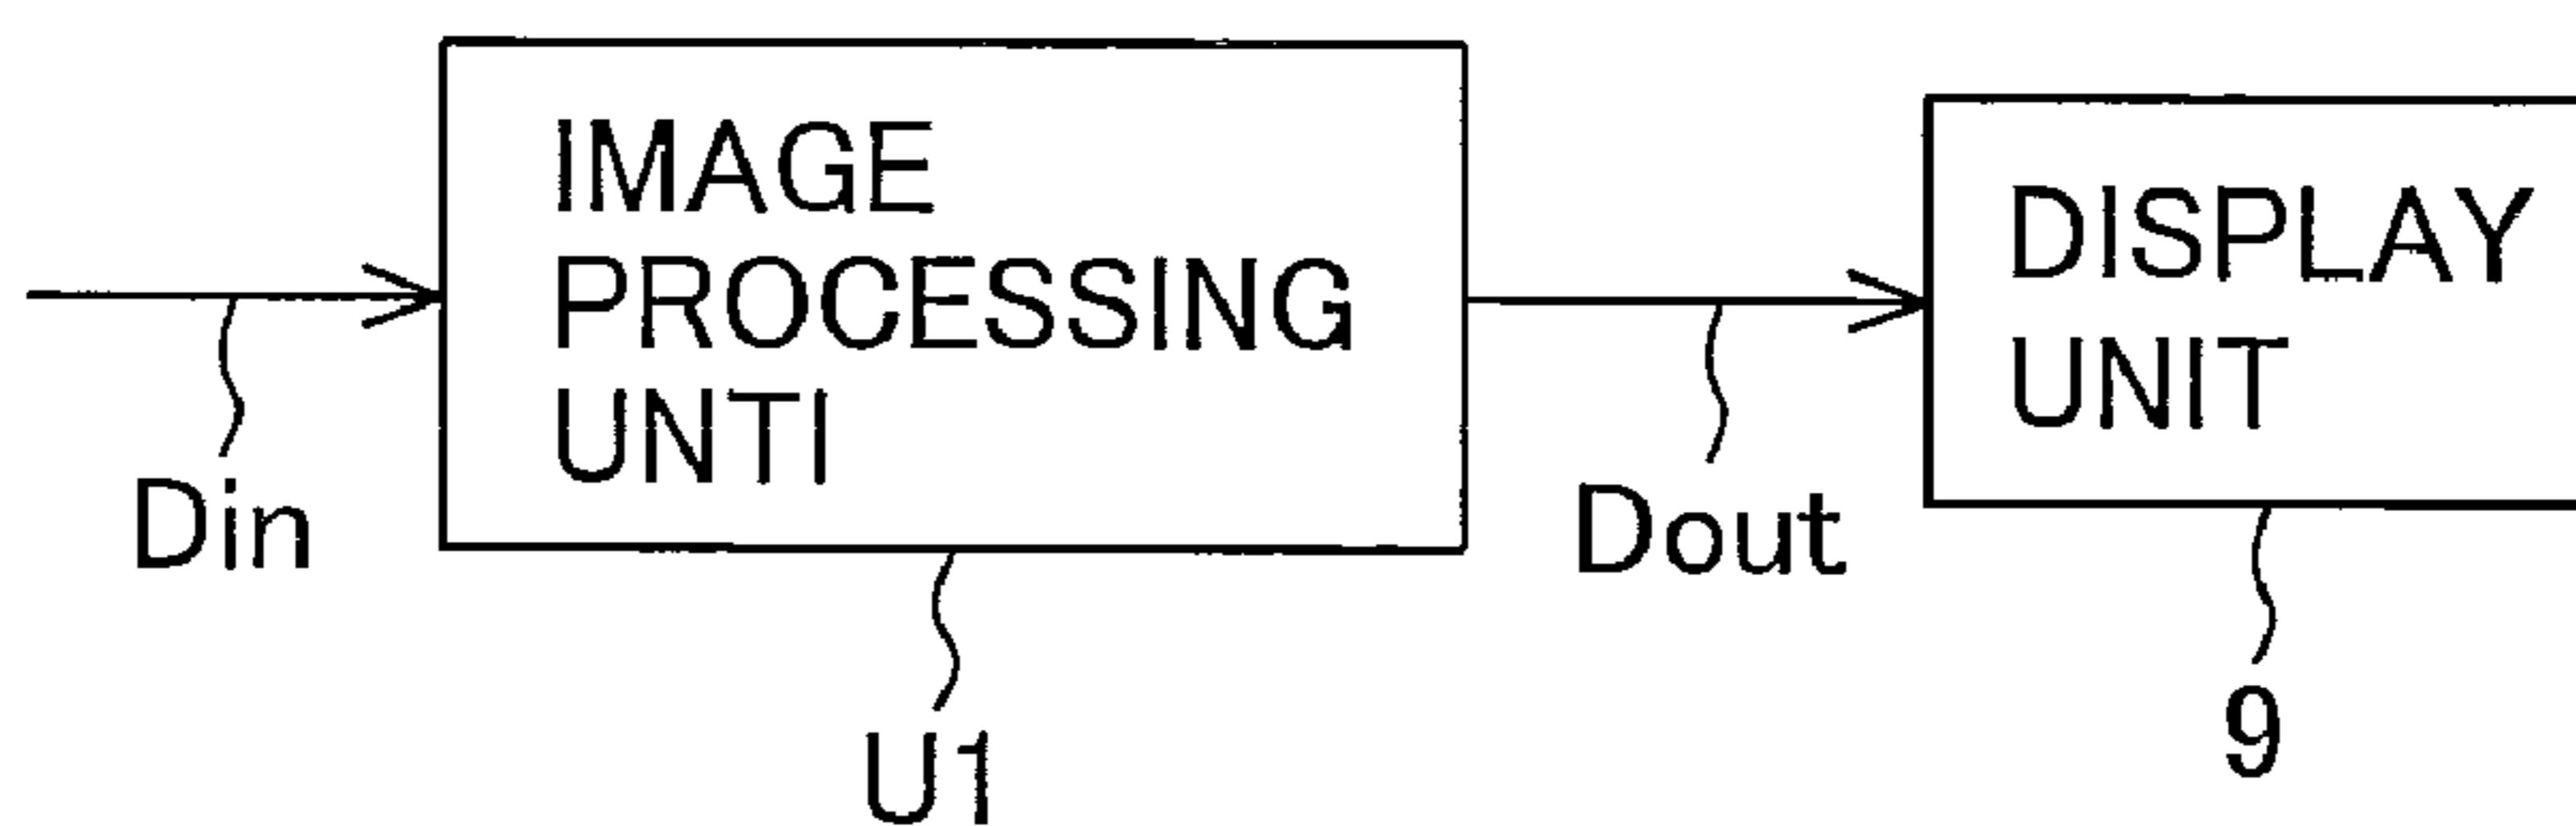 IMAGE
PROCESSING
UNTI
DISPLAY
UNIT
Din
Dout
U1
9